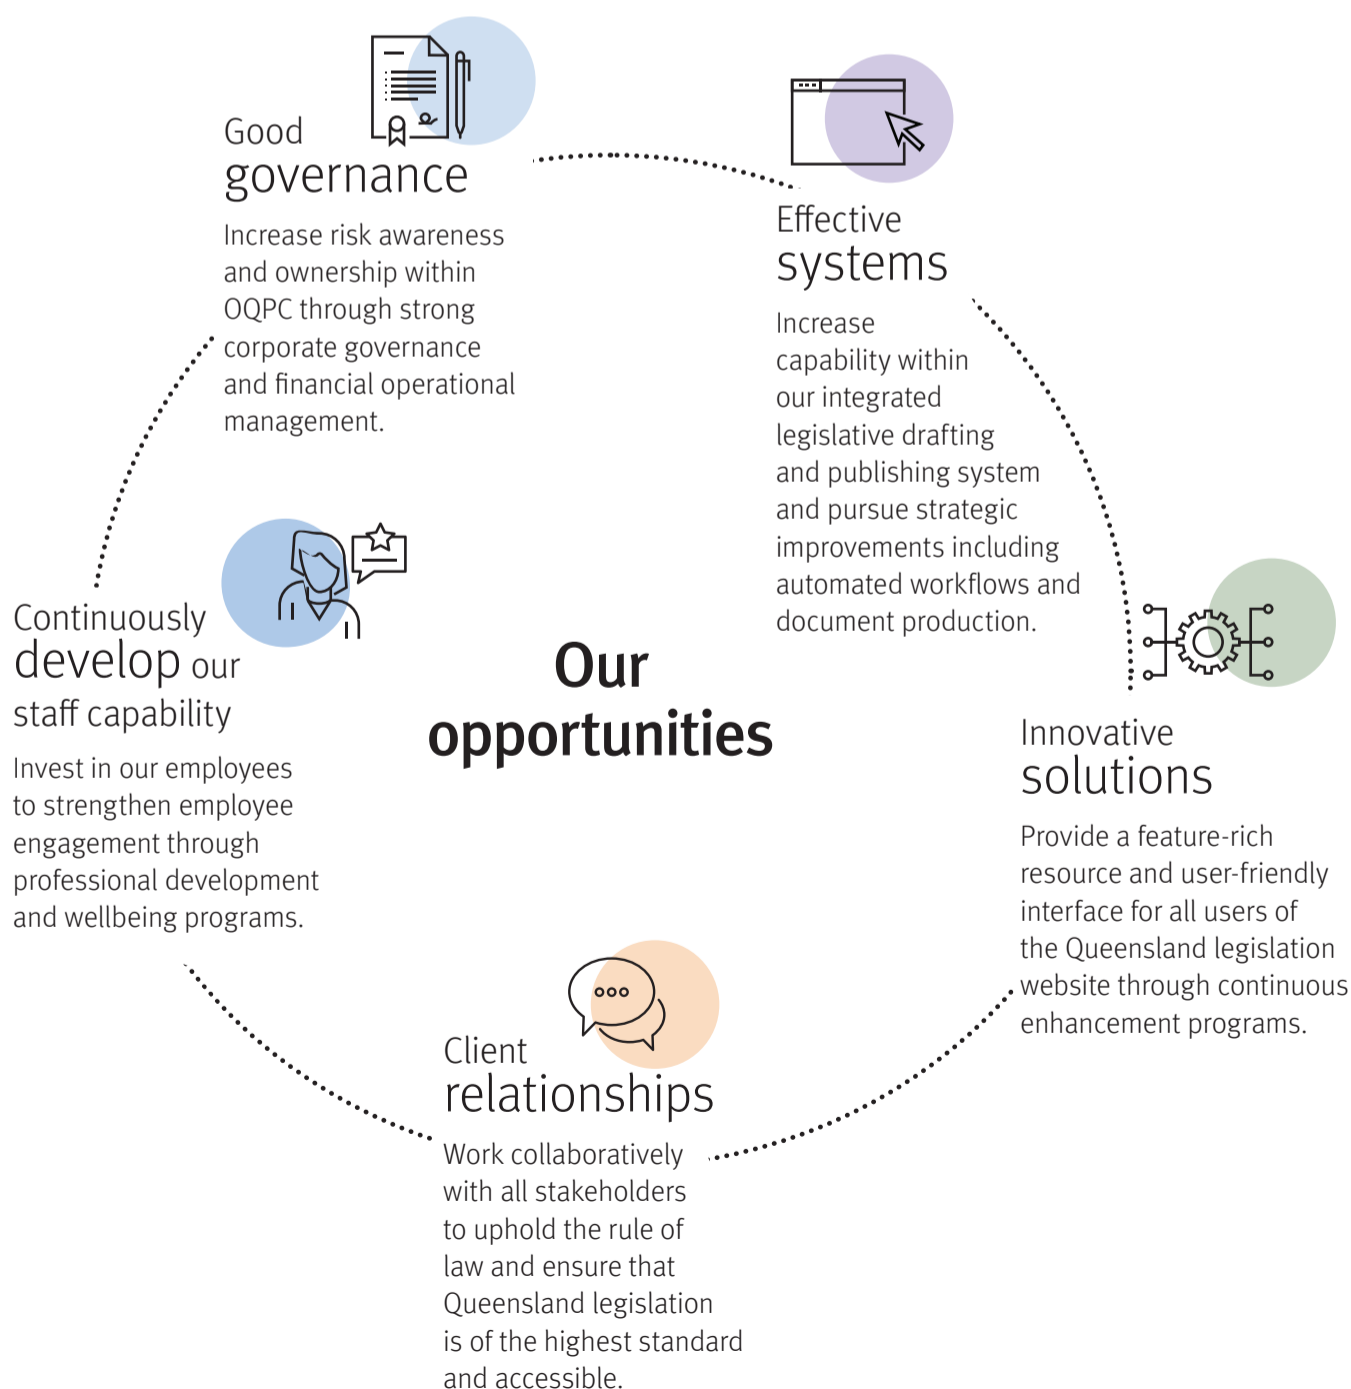 Good
governance
Increase risk awareness
and ownership within
OQPC through strong
corporate governance
and financial operational
management.
Effective
systems
Increase
capability within
our integrated
legislative drafting
and publishing system
and pursue strategic
improvements including
automated workflows and
document production.
Continuously
develop our
staff capability
Invest in our employees
to strengthen employee
engagement through
professional development
and wellbeing programs.
Our
opportunities
Innovative
solutions
Provide a feature-rich
resource and user-friendly
interface for all users of
the Queensland legislation
website through continuous
enhancement programs.
Client
relationships
Work collaboratively
with all stakeholders
to uphold the rule of
law and ensure that
Queensland legislation
is of the highest standard
and accessible.